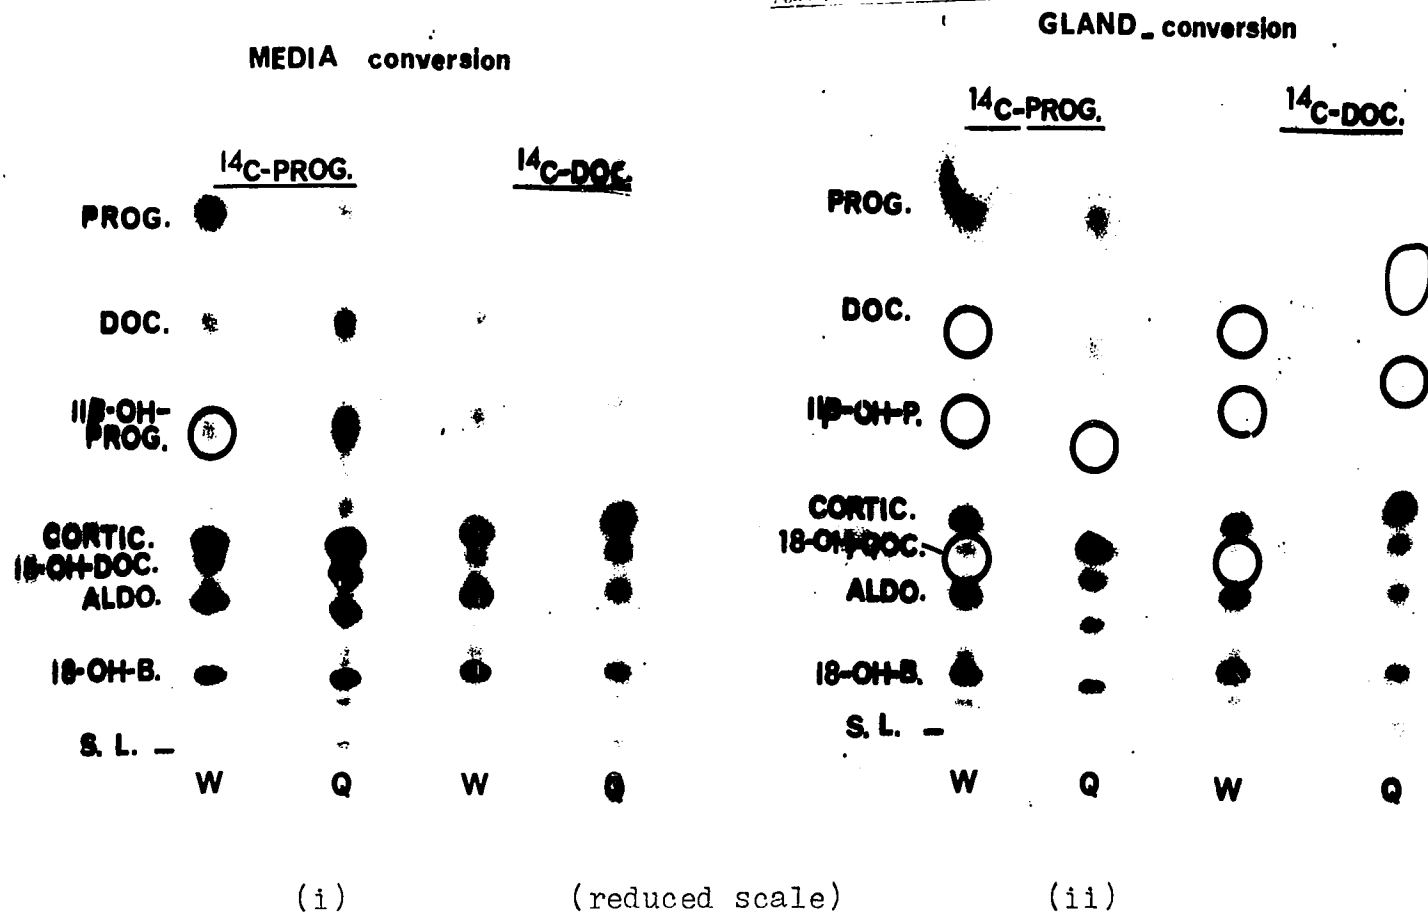 MEDIA conversion
14C-PROG.
14C-DOC.
PROG.
DOC.
11β-OH-
PROG.
CORTIC.
18-OH-DOC.
ALDO.
18-OH-B.
S. L. –
W Q W Q
(i)
GLAND - conversion
14C-PROG.
14C-DOC.
PROG.
DOC.
11β-OH-P.
CORTIC.
18-OH-DOC.
ALDO.
18-OH-B.
S. L. –
W Q W Q
(ii)
(reduced scale)